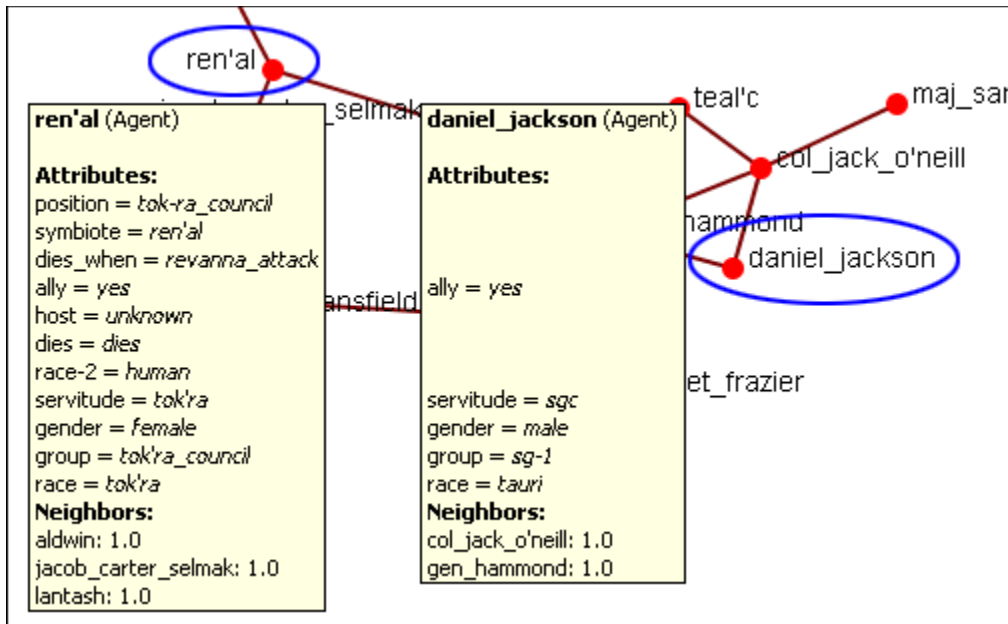 ren'al
teal'c
maj_sar
_selmak
col_jack_o'neill
hammond
daniel_jackson
ansfield
et_frazier
ren'al (Agent)
Attributes:
position = tok-ra_council
symbiote = ren'al
dies_when = revanna_attack
ally = yes
host = unknown
dies = dies
race-2 = human
servitude = tok'ra
gender = female
group = tok'ra_council
race = tok'ra
Neighbors:
aldwin: 1.0
jacob_carter_selmak: 1.0
lantash: 1.0
daniel_jackson (Agent)
Attributes:
ally = yes
servitude = sgc
gender = male
group = sg-1
race = tauri
Neighbors:
col_jack_o'neill: 1.0
gen_hammond: 1.0